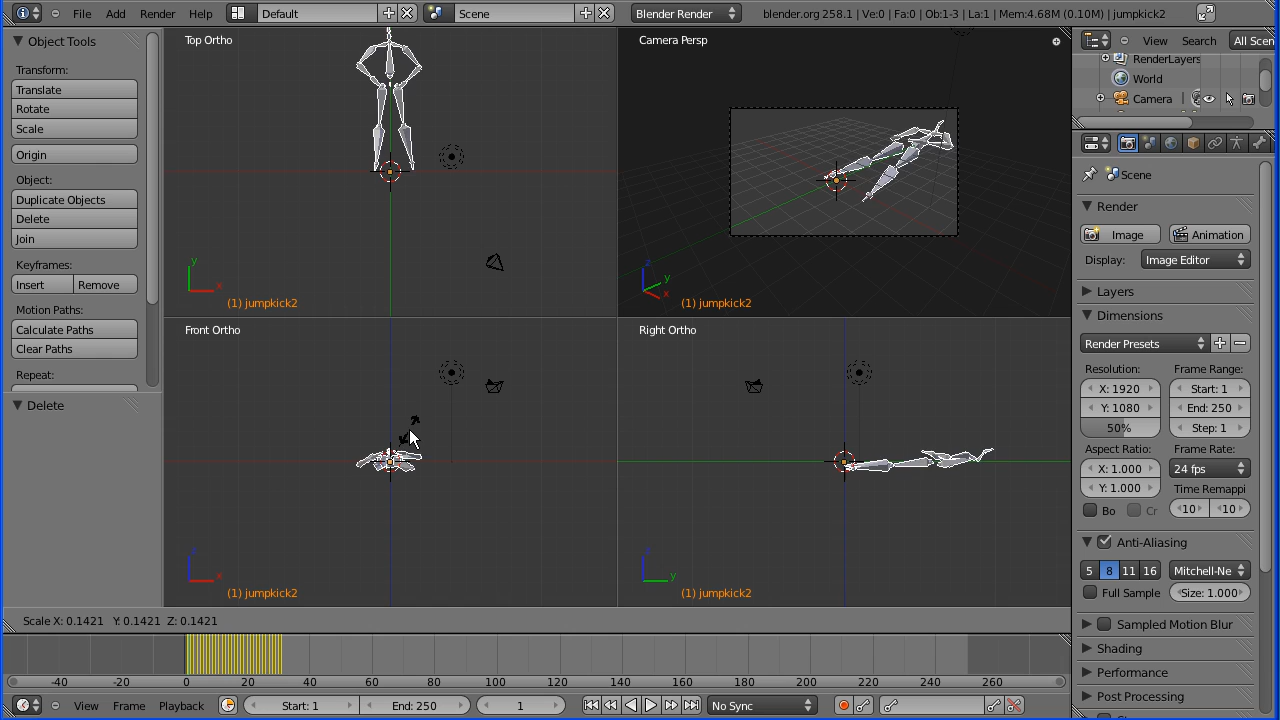 File Add Render Help Default Scene Blender Render blender.org 258.1 | Ve:0 | Fa:0 | Ob:1-3 | La:1 | Mem:4.68M (0.10M) | jumpkick2
Object Tools
Transform:
Translate
Rotate
Scale
Origin
Object:
Duplicate Objects
Delete
Join
Keyframes:
Insert Remove
Motion Paths:
Calculate Paths
Clear Paths
Repeat:
Delete
Top Ortho
y
x
(1) jumpkick2
Camera Persp
z
y
x
(1) jumpkick2
Front Ortho
z
x
(1) jumpkick2
Right Ortho
z
y
(1) jumpkick2
View Search All Scen
RenderLayers
World
Camera
Scene
Render
Image Animation
Display: Image Editor
Layers
Dimensions
Render Presets
Resolution: Frame Range:
X: 1920 Start: 1
Y: 1080 End: 250
50% Step: 1
Aspect Ratio: Frame Rate:
X: 1.000 24 fps
Y: 1.000 Time Remappi
Bo Cr 10 10
Anti-Aliasing
5 8 11 16 Mitchell-Ne
Full Sample Size: 1.000
Sampled Motion Blur
Shading
Performance
Post Processing
Scale X: 0.1421 Y: 0.1421 Z: 0.1421
-40 -20 0 20 40 60 80 100 120 140 160 180 200 220 240 260
View Frame Playback Start: 1 End: 250 1 No Sync